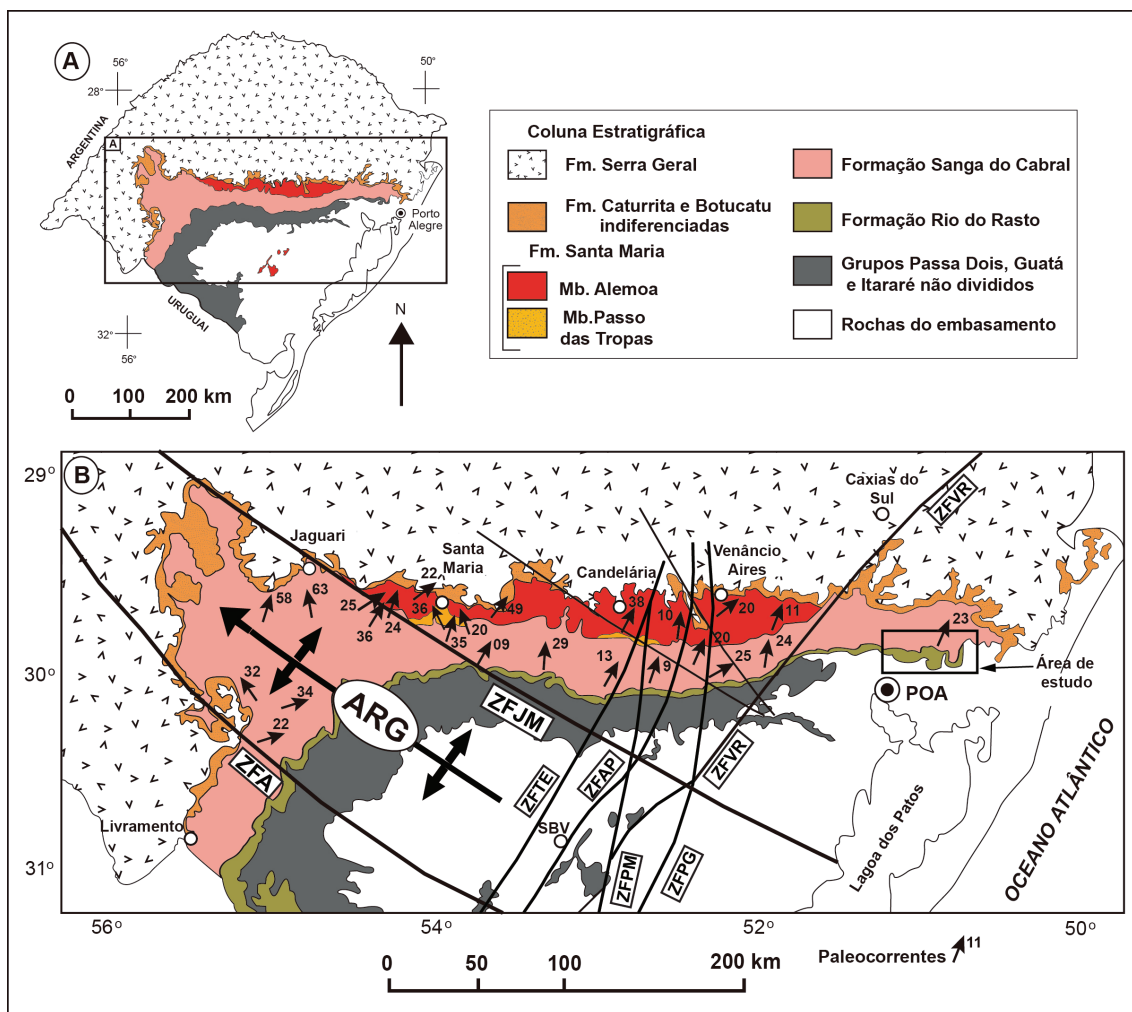 A
56°
50°
28°
ARGENTINA
A
Porto
Alegre
URUGUAI
32°
56°
N
0 100 200 km
Coluna Estratigráfica
Fm. Serra Geral
Fm. Caturrita e Botucatu
indiferenciadas
Fm. Santa Maria
Mb. Alemoa
Mb.Passo
das Tropas
Formação Sanga do Cabral
Formação Rio do Rasto
Grupos Passa Dois, Guatá
e Itararé não divididos
Rochas do embasamento
B
29°
30°
31°
Caxias do
Sul
ZFVR
Jaguari
Santa
Maria
Candelária
Venâncio
Aires
58
63
25
36
24
22
36
35
20
49
09
29
38
13
9
10
20
20
25
11
24
23
32
34
22
Área de
estudo
POA
ARG
ZFJM
ZFA
ZFTE
ZFAP
ZFVR
ZFPM
ZFPG
SBV
Livramento
Lagoa dos Patos
OCEANO ATLÂNTICO
56° 54° 52° 50°
Paleocorrentes 11
0 50 100 200 km